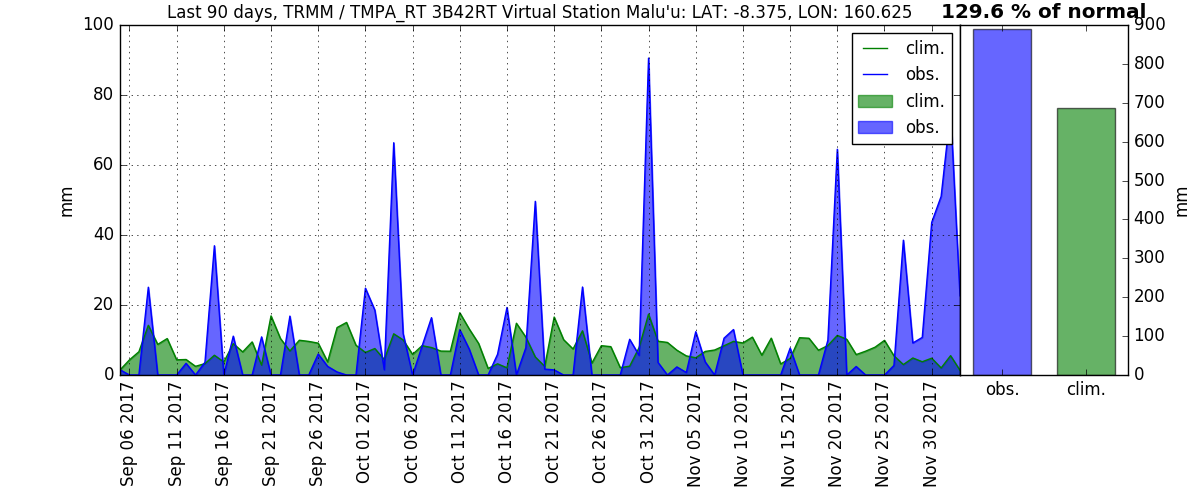 Last 90 days, TRMM / TMPA_RT 3B42RT Virtual Station Malu'u: LAT: -8.375, LON: 160.625
129.6 % of normal
100
80
60
40
20
0
mm
clim.
obs.
clim.
obs.
900
800
700
600
500
400
300
200
100
0
mm
obs.
clim.
Sep 06 2017
Sep 11 2017
Sep 16 2017
Sep 21 2017
Sep 26 2017
Oct 01 2017
Oct 06 2017
Oct 11 2017
Oct 16 2017
Oct 21 2017
Oct 26 2017
Oct 31 2017
Nov 05 2017
Nov 10 2017
Nov 15 2017
Nov 20 2017
Nov 25 2017
Nov 30 2017